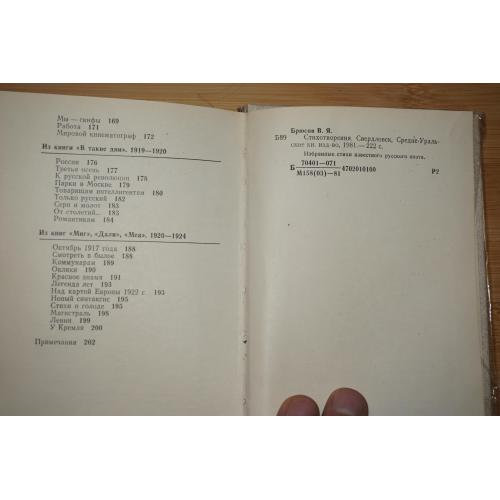 Мы — скифы 169
Работа 171
Мировой кинематограф 172
Из книги «В такие дни». 1919—1920
Россия 176
Третья осень 177
К русской революции 178
Парки в Москве 179
Товарищам интеллигентам 180
Только русский 182
Серп и молот 183
От столетий... 183
Романтикам 184
Из книг «Миг», «Дали», «Меа». 1920—1924
Октябрь 1917 года 188
Смотреть в былое 188
Коммунарам 189
Оклики 190
Красное знамя 191
Легенда лет 193
Над картой Европы 1922 г. 193
Новый синтаксис 195
Стихи о голоде 195
Магистраль 198
Ленин 199
У Кремля 200
Примечания 202
Брюсов В. Я.
Б89 Стихотворения. Свердловск, Средне-Ураль-
ское кн. изд-во, 1981.— 222 с.
Избранные стихи известного русского поэта.
70401—071
Б 4702010100 Р2
М158(03)—81